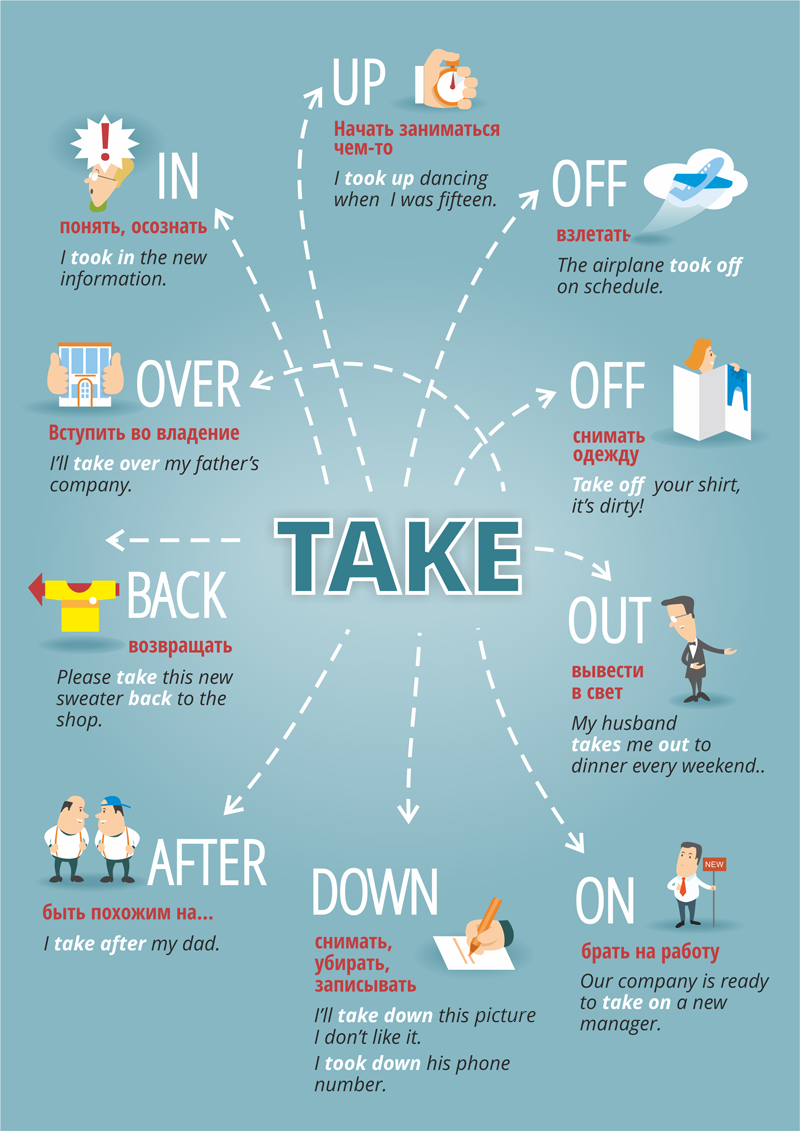 UP
Начать заниматься
чем-то
I took up dancing
when I was fifteen.
IN
понять, осознать
I took in the new
information.
OFF
взлетать
The airplane took off
on schedule.
OVER
Вступить во владение
I'll take over my father's
company.
OFF
снимать
одежду
Take off your shirt,
it's dirty!
TAKE
BACK
возвращать
Please take this new
sweater back to the
shop.
OUT
вывести
в свет
My husband
takes me out to
dinner every weekend..
AFTER
быть похожим на...
I take after my dad.
DOWN
снимать,
убирать,
записывать
I'll take down this picture
I don't like it.
I took down his phone
number.
NEW
ON
брать на работу
Our company is ready
to take on a new
manager.